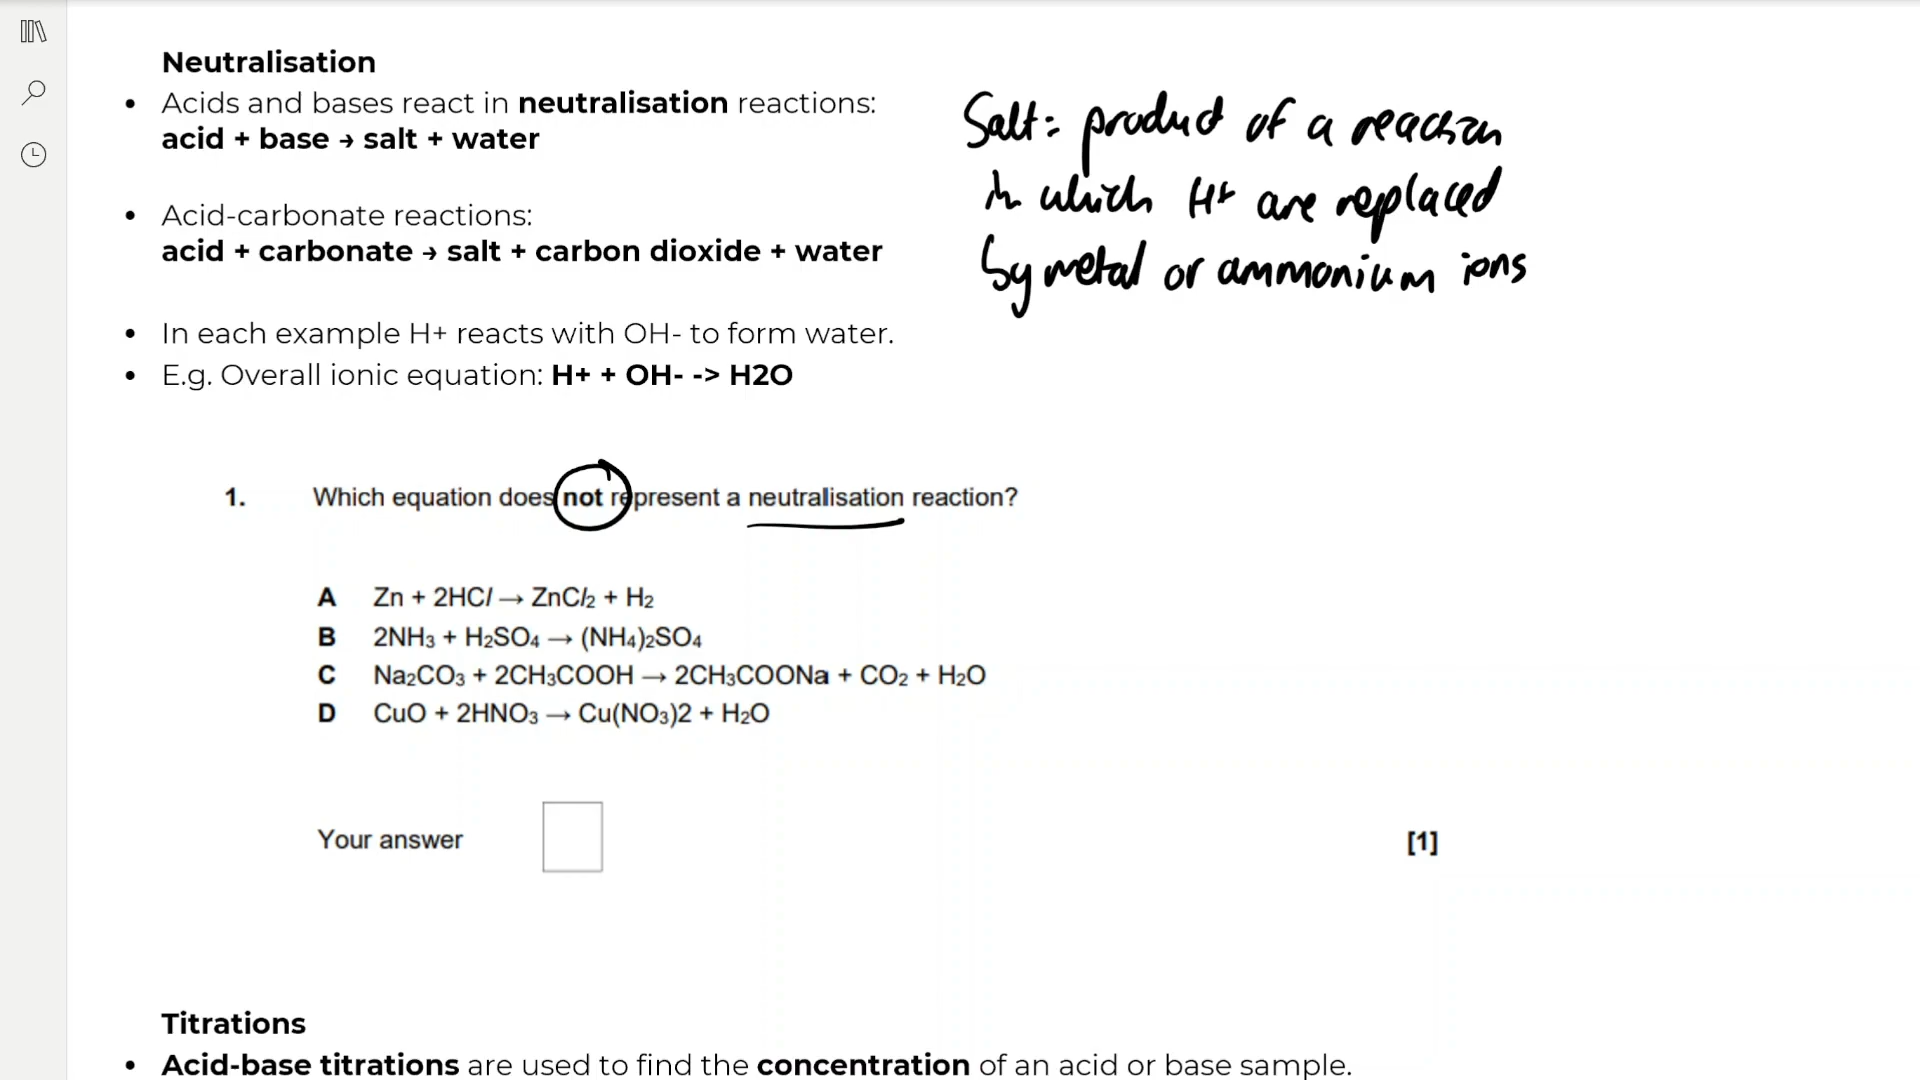 Neutralisation
• Acids and bases react in neutralisation reactions:
acid + base → salt + water
• Acid-carbonate reactions:
acid + carbonate → salt + carbon dioxide + water
• In each example H+ reacts with OH- to form water.
• E.g. Overall ionic equation: H+ + OH- -> H2O
Salt: product of a reaction
in which H+ are replaced
by metal or ammonium ions
1. Which equation does not represent a neutralisation reaction?
A Zn + 2HCl → ZnCl₂ + H₂
B 2NH₃ + H₂SO₄ → (NH₄)₂SO₄
C Na₂CO₃ + 2CH₃COOH → 2CH₃COONa + CO₂ + H₂O
D CuO + 2HNO₃ → Cu(NO₃)2 + H₂O
Your answer
[1]
Titrations
• Acid-base titrations are used to find the concentration of an acid or base sample.